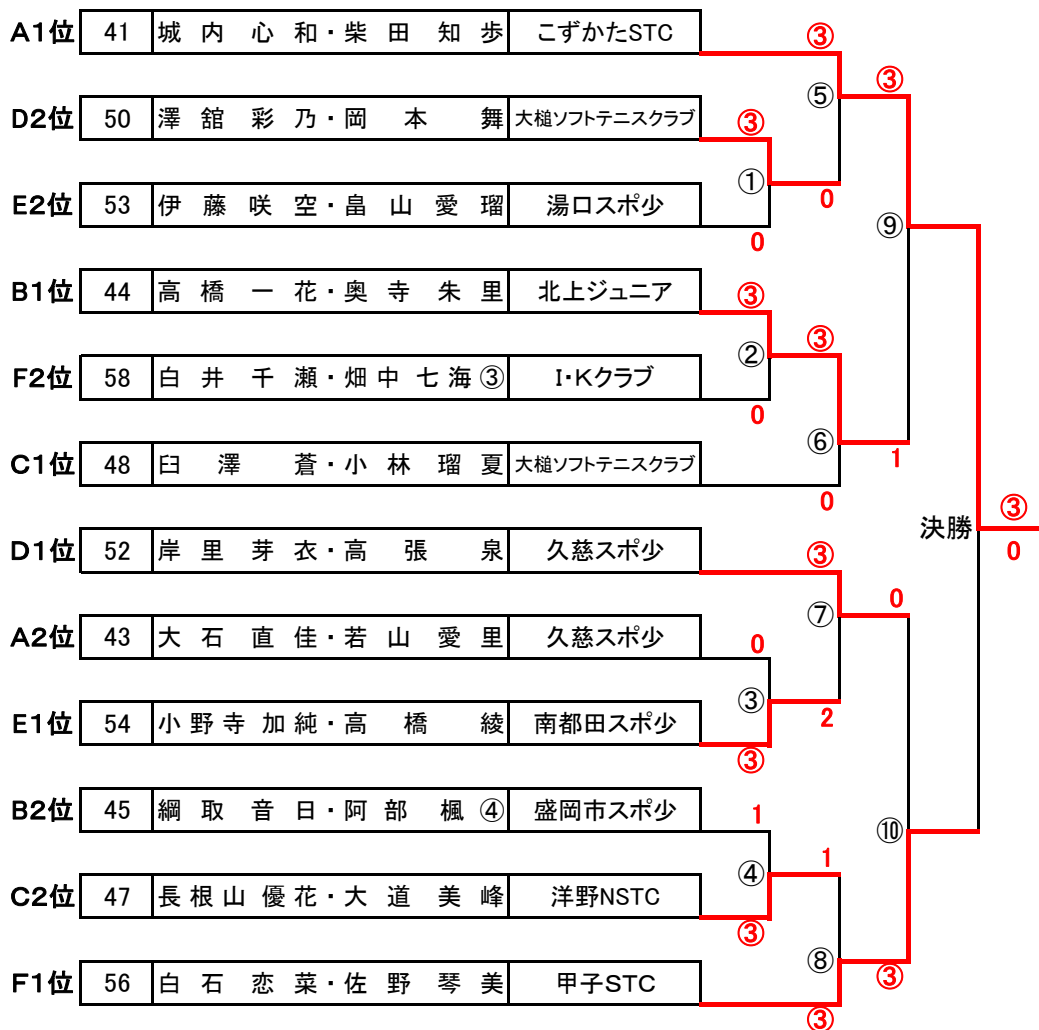 A1位 41 城内心和・柴田知歩 こずかたSTC ③
⑤ ③
D2位 50 澤舘彩乃・岡本舞 大槌ソフトテニスクラブ ③
① 0
E2位 53 伊藤咲空・畠山愛瑠 湯口スポ少 0
⑨
B1位 44 高橋一花・奥寺朱里 北上ジュニア ③
② ③
F2位 58 白井千瀬・畑中七海③ I・Kクラブ 0
⑥ 1
C1位 48 臼澤蒼・小林瑠夏 大槌ソフトテニスクラブ 0
決勝 ③
0
D1位 52 岸里芽衣・高張泉 久慈スポ少 ③
⑦ 0
A2位 43 大石直佳・若山愛里 久慈スポ少 0
③ 2
E1位 54 小野寺加純・高橋綾 南都田スポ少 ③
B2位 45 綱取音日・阿部楓④ 盛岡市スポ少 1
⑩
④ 1
C2位 47 長根山優花・大道美峰 洋野NSTC ③
⑧ ③
F1位 56 白石恋菜・佐野琴美 甲子STC ③